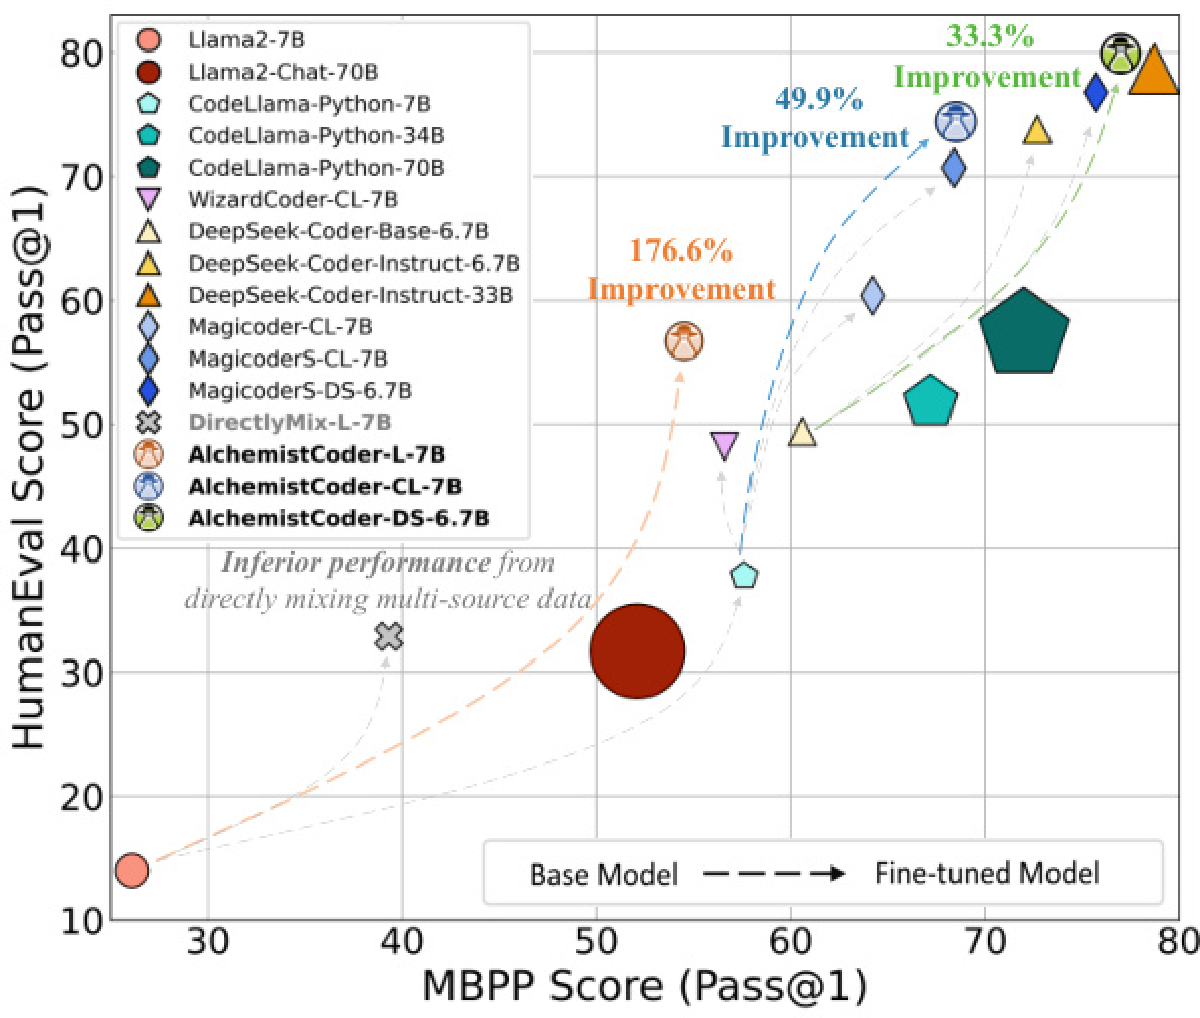 Llama2-7B
Llama2-Chat-70B
CodeLlama-Python-7B
CodeLlama-Python-34B
CodeLlama-Python-70B
WizardCoder-CL-7B
DeepSeek-Coder-Base-6.7B
DeepSeek-Coder-Instruct-6.7B
DeepSeek-Coder-Instruct-33B
Magicoder-CL-7B
MagicoderS-CL-7B
MagicoderS-DS-6.7B
DirectlyMix-L-7B
AlchemistCoder-L-7B
AlchemistCoder-CL-7B
AlchemistCoder-DS-6.7B
33.3%
Improvement
49.9%
Improvement
176.6%
Improvement
Inferior performance from
directly mixing multi-source data
Base Model
Fine-tuned Model
80
70
60
50
40
30
20
10
HumanEval Score (Pass@1)
30 40 50 60 70 80
MBPP Score (Pass@1)